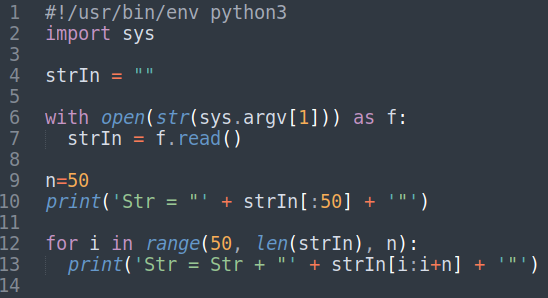 1 #!/usr/bin/env python3
2 import sys
3
4 strIn = ""
5
6 with open(str(sys.argv[1])) as f:
7   strIn = f.read()
8
9 n=50
10 print('Str = "' + strIn[:50] + '"')
11
12 for i in range(50, len(strIn), n):
13   print('Str = Str + "' + strIn[i:i+n] + '"')
14